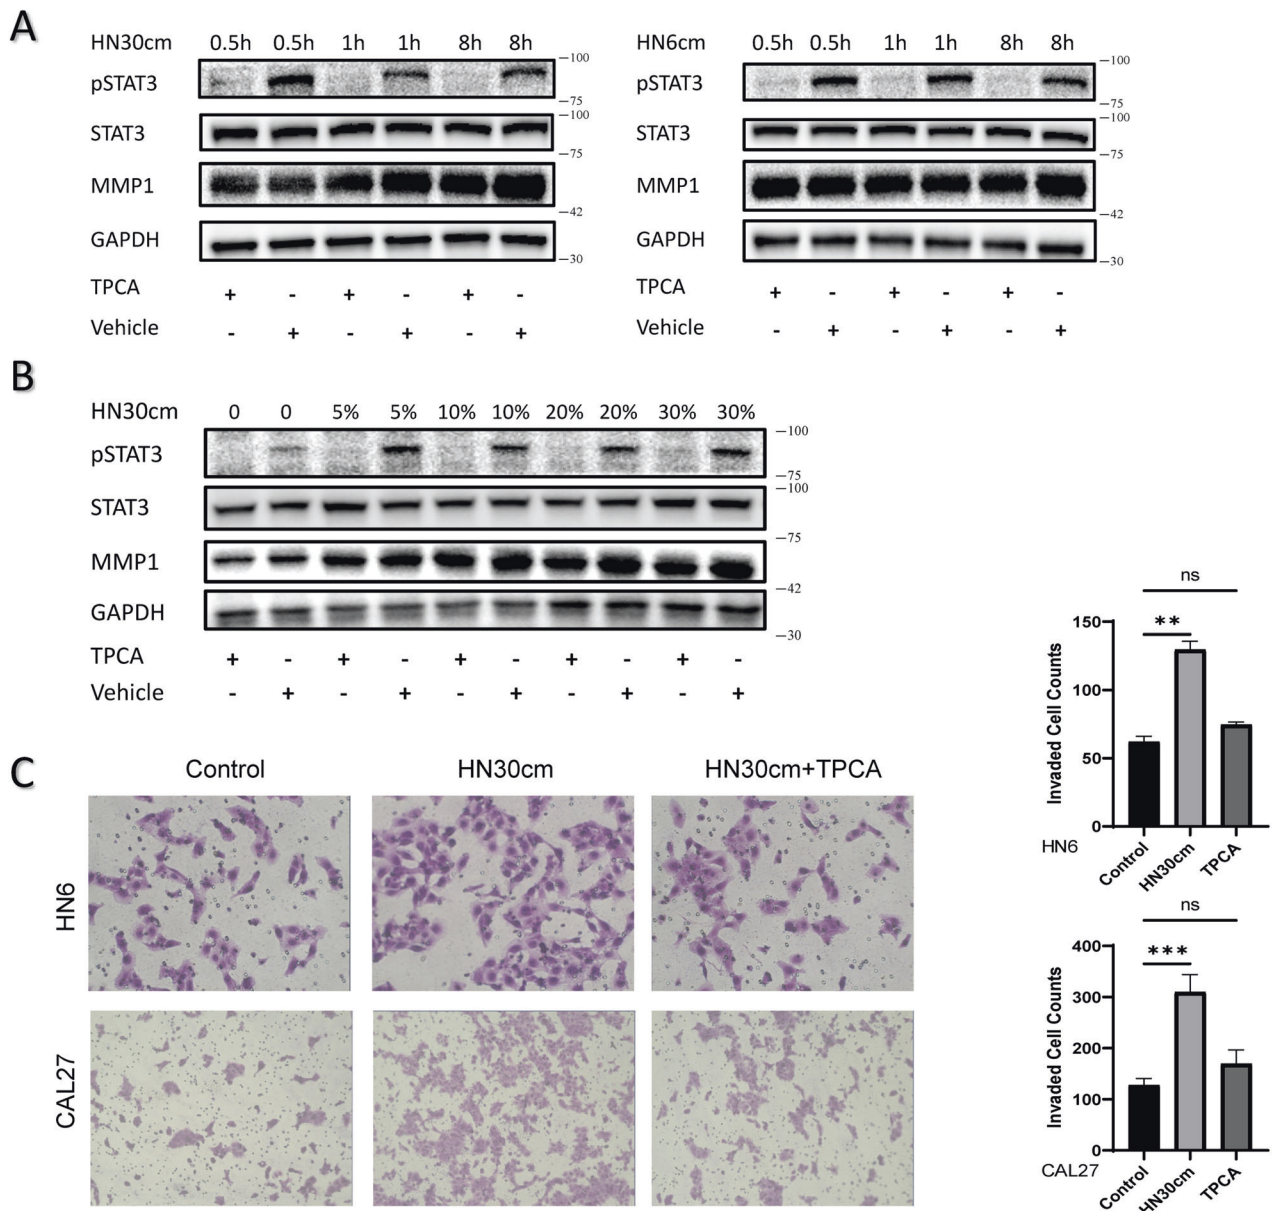 A
HN30cm 0.5h 0.5h 1h 1h 8h 8h
pSTAT3 —100
—75
STAT3 —100
—75
MMP1
—42
GAPDH
—30
TPCA + - + - + -
Vehicle - + - + - +
HN6cm 0.5h 0.5h 1h 1h 8h 8h
pSTAT3 —100
—75
STAT3 —100
—75
MMP1
—42
GAPDH
—30
TPCA + - + - + -
Vehicle - + - + - +
B
HN30cm 0 0 5% 5% 10% 10% 20% 20% 30% 30%
pSTAT3 —100
—75
STAT3 —100
—75
MMP1
—42
GAPDH
—30
TPCA + - + - + - + - + -
Vehicle - + - + - + - + - +
C
Control HN30cm HN30cm+TPCA
HN6
CAL27
ns
**
150
100
50
0
Invaded Cell Counts
HN6
Control HN30cm TPCA
ns
***
400
300
200
100
0
Invaded Cell Counts
CAL27
Control HN30cm TPCA